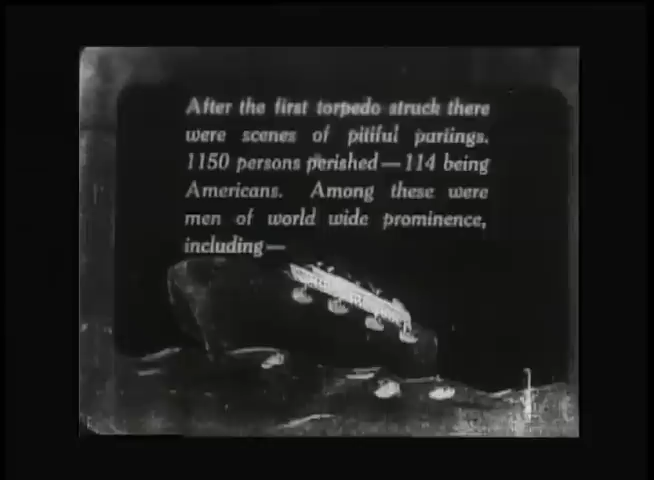 After the first torpedo struck there
were scenes of pitiful partings.
1150 persons perished—114 being
Americans. Among these were
men of world wide prominence,
including—